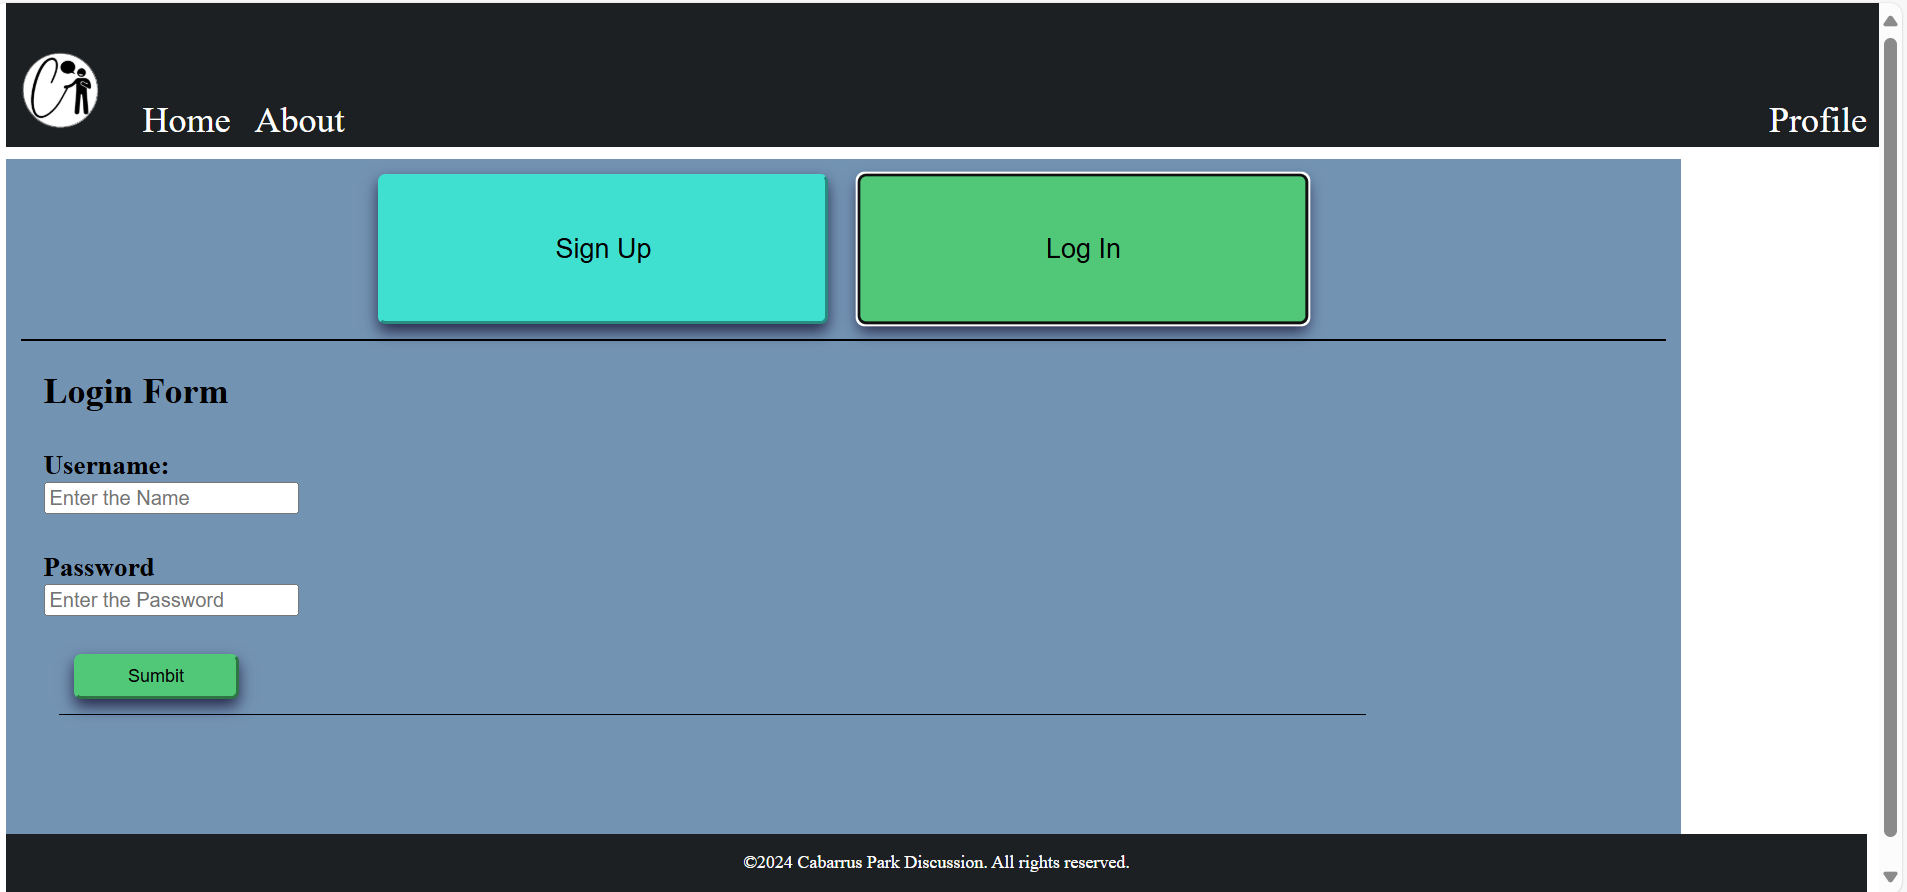 Home About Profile
Sign Up Log In
Login Form
Username:
Enter the Name
Password
Enter the Password
Sumbit
©2024 Cabarrus Park Discussion. All rights reserved.